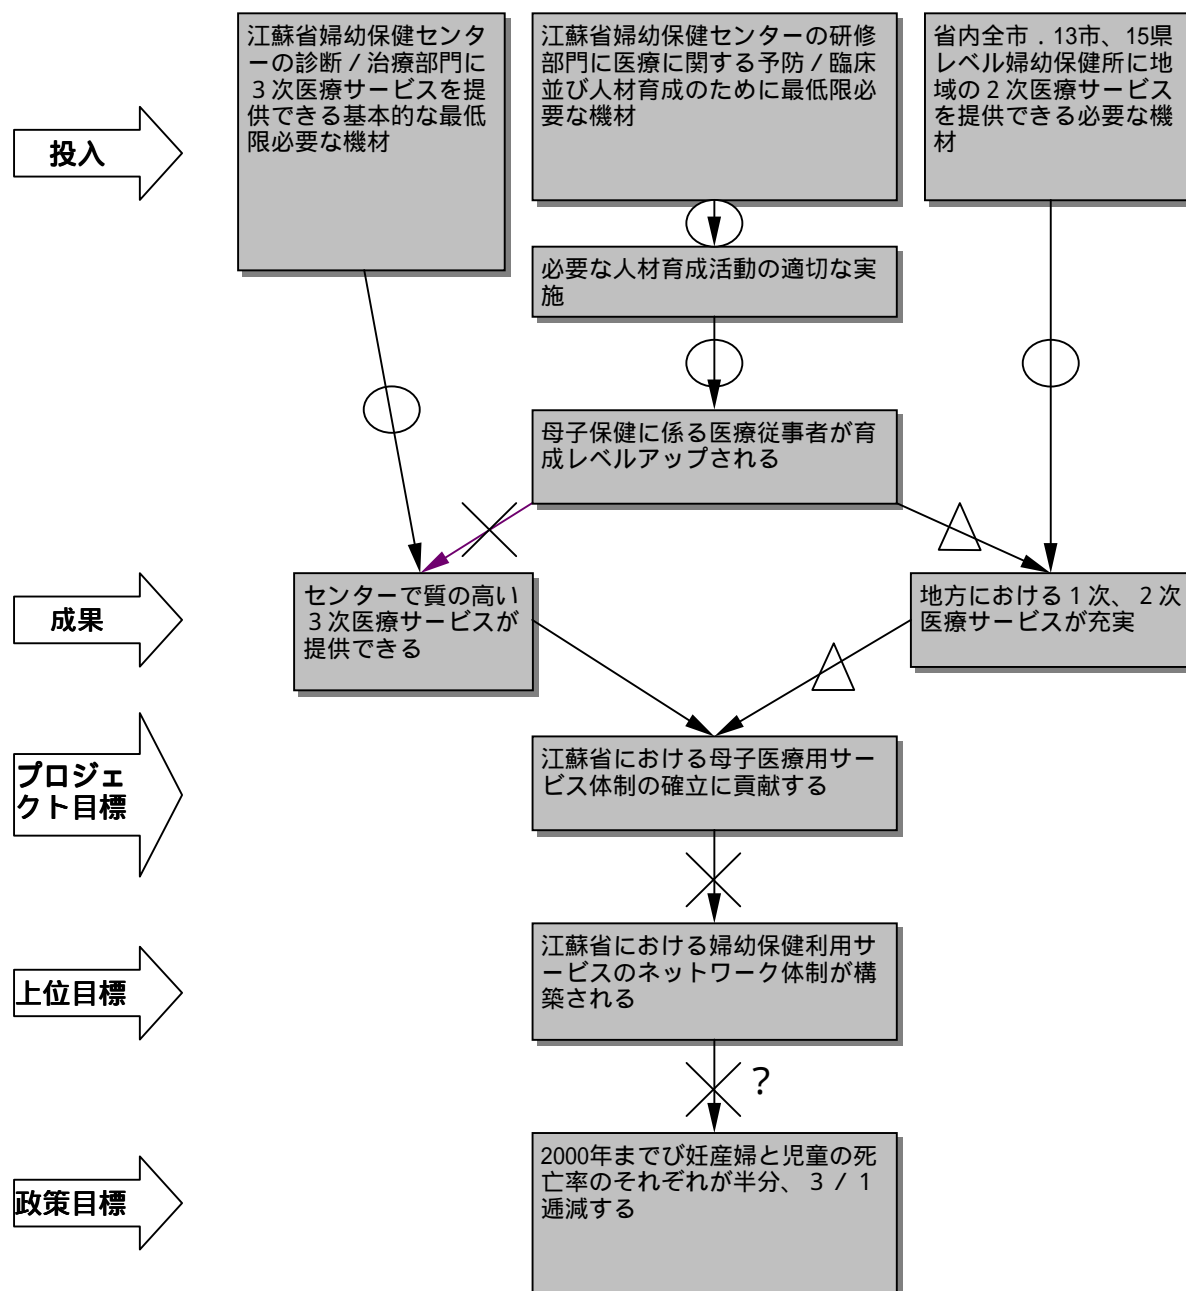 投入
江蘇省婦幼保健センタ
ーの診断／治療部門に
３次医療サービスを提
供できる基本的な最低
限必要な機材
江蘇省婦幼保健センターの研修
部門に医療に関する予防／臨床
並び人材育成のために最低限必
要な機材
省内全市．13市、15県
レベル婦幼保健所に地
域の２次医療サービス
を提供できる必要な機
材
必要な人材育成活動の適切な実
施
母子保健に係る医療従事者が育
成レベルアップされる
成果
センターで質の高い
３次医療サービスが
提供できる
地方における１次、２次
医療サービスが充実
プロジェ
クト目標
江蘇省における母子医療用サー
ビス体制の確立に貢献する
上位目標
江蘇省における婦幼保健利用サ
ービスのネットワーク体制が構
築される
？
政策目標
2000年までび妊産婦と児童の死
亡率のそれぞれが半分、３／１
逓減する